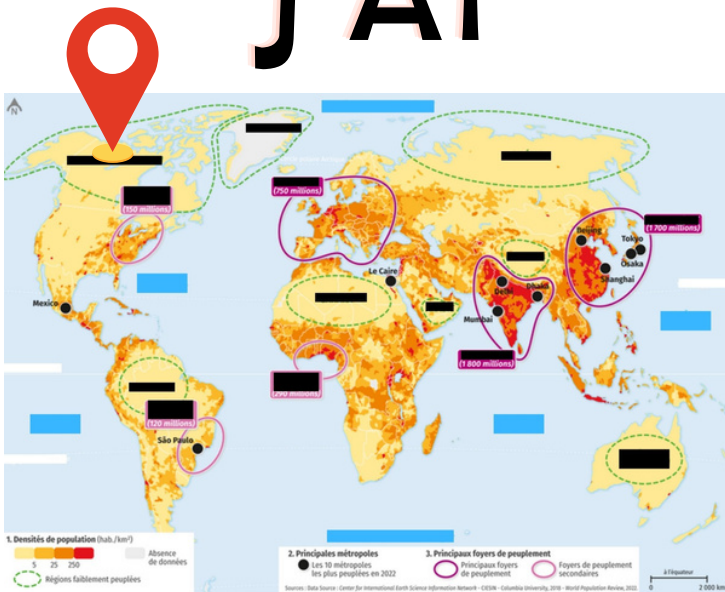 J'AI
N
(150 millions)
(750 millions)
(1 700 millions)
Beijing
Tokyo
Osaka
Shanghai
Le Caire
Delhi
Dhaka
Mexico
Mumbai
(1 800 millions)
(290 millions)
(120 millions)
São Paulo
1. Densités de population (hab./km²)
5 25 250
Absence
de données
Régions faiblement peuplées
2. Principales métropoles
Les 10 métropoles
les plus peuplées en 2022
3. Principaux foyers de peuplement
Principaux foyers
de peuplement
Foyers de peuplement
secondaires
à l'équateur
0 2 000 km
Sources : Data Source : Center for International Earth Science Information Network - CIESIN - Columbia University, 2018 - World Population Review, 2022.